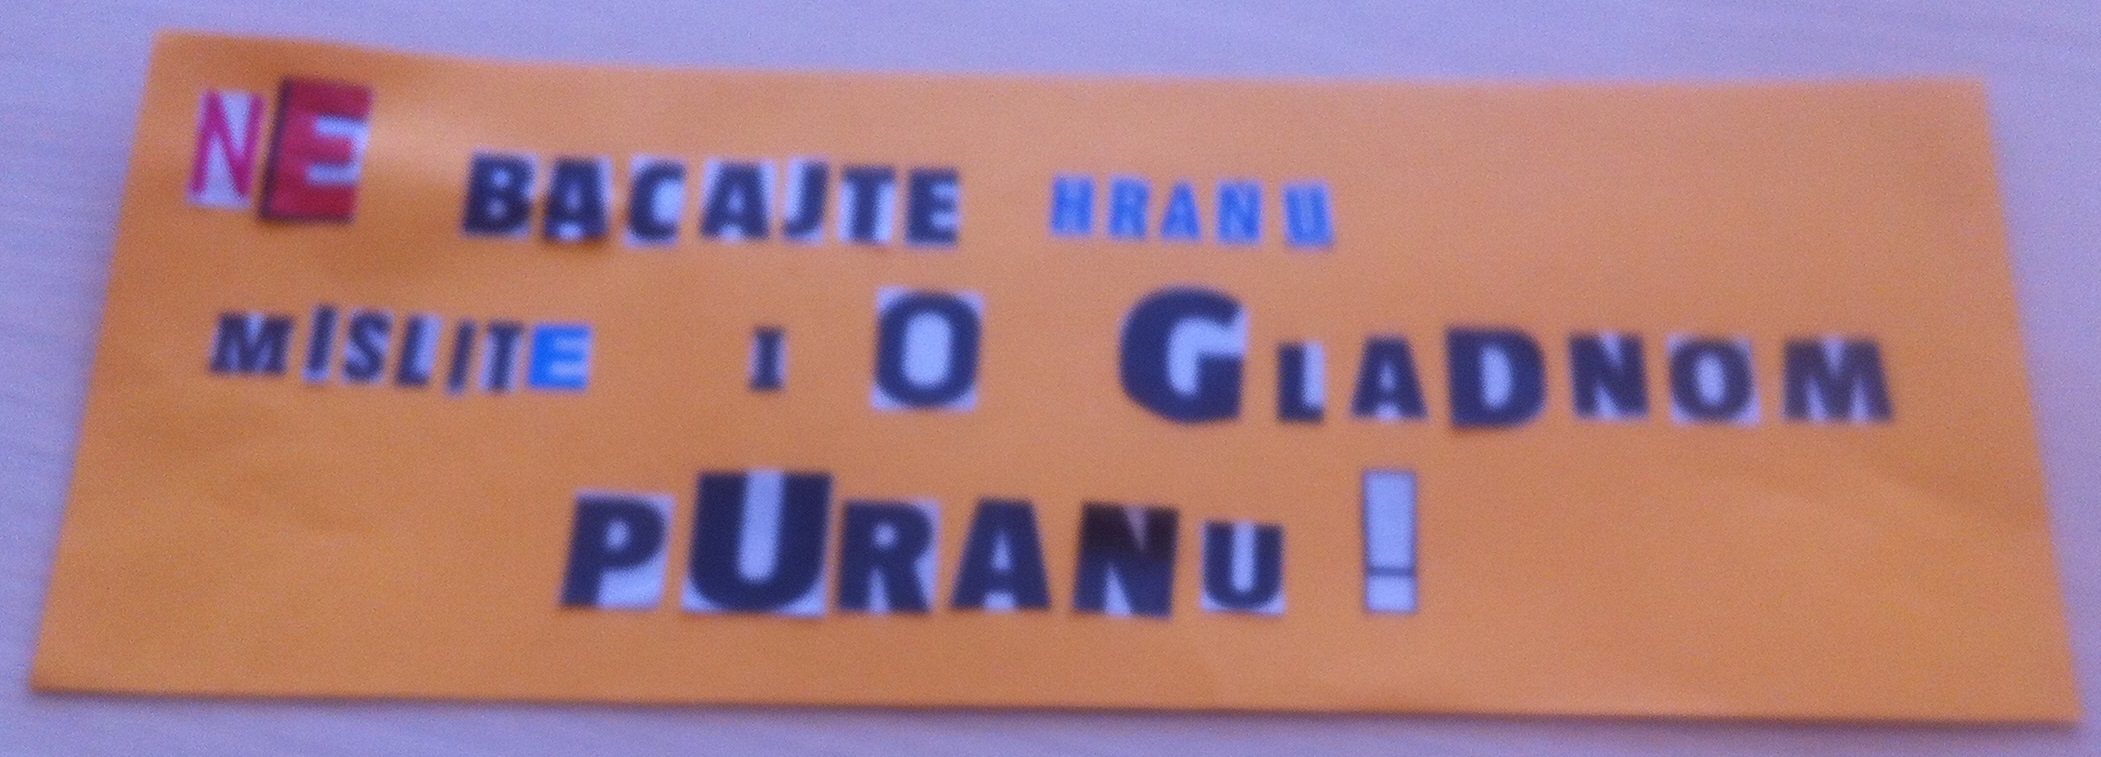 NE BACAJTE HRANU
MISLITE I O GLADNOM
PURANU!